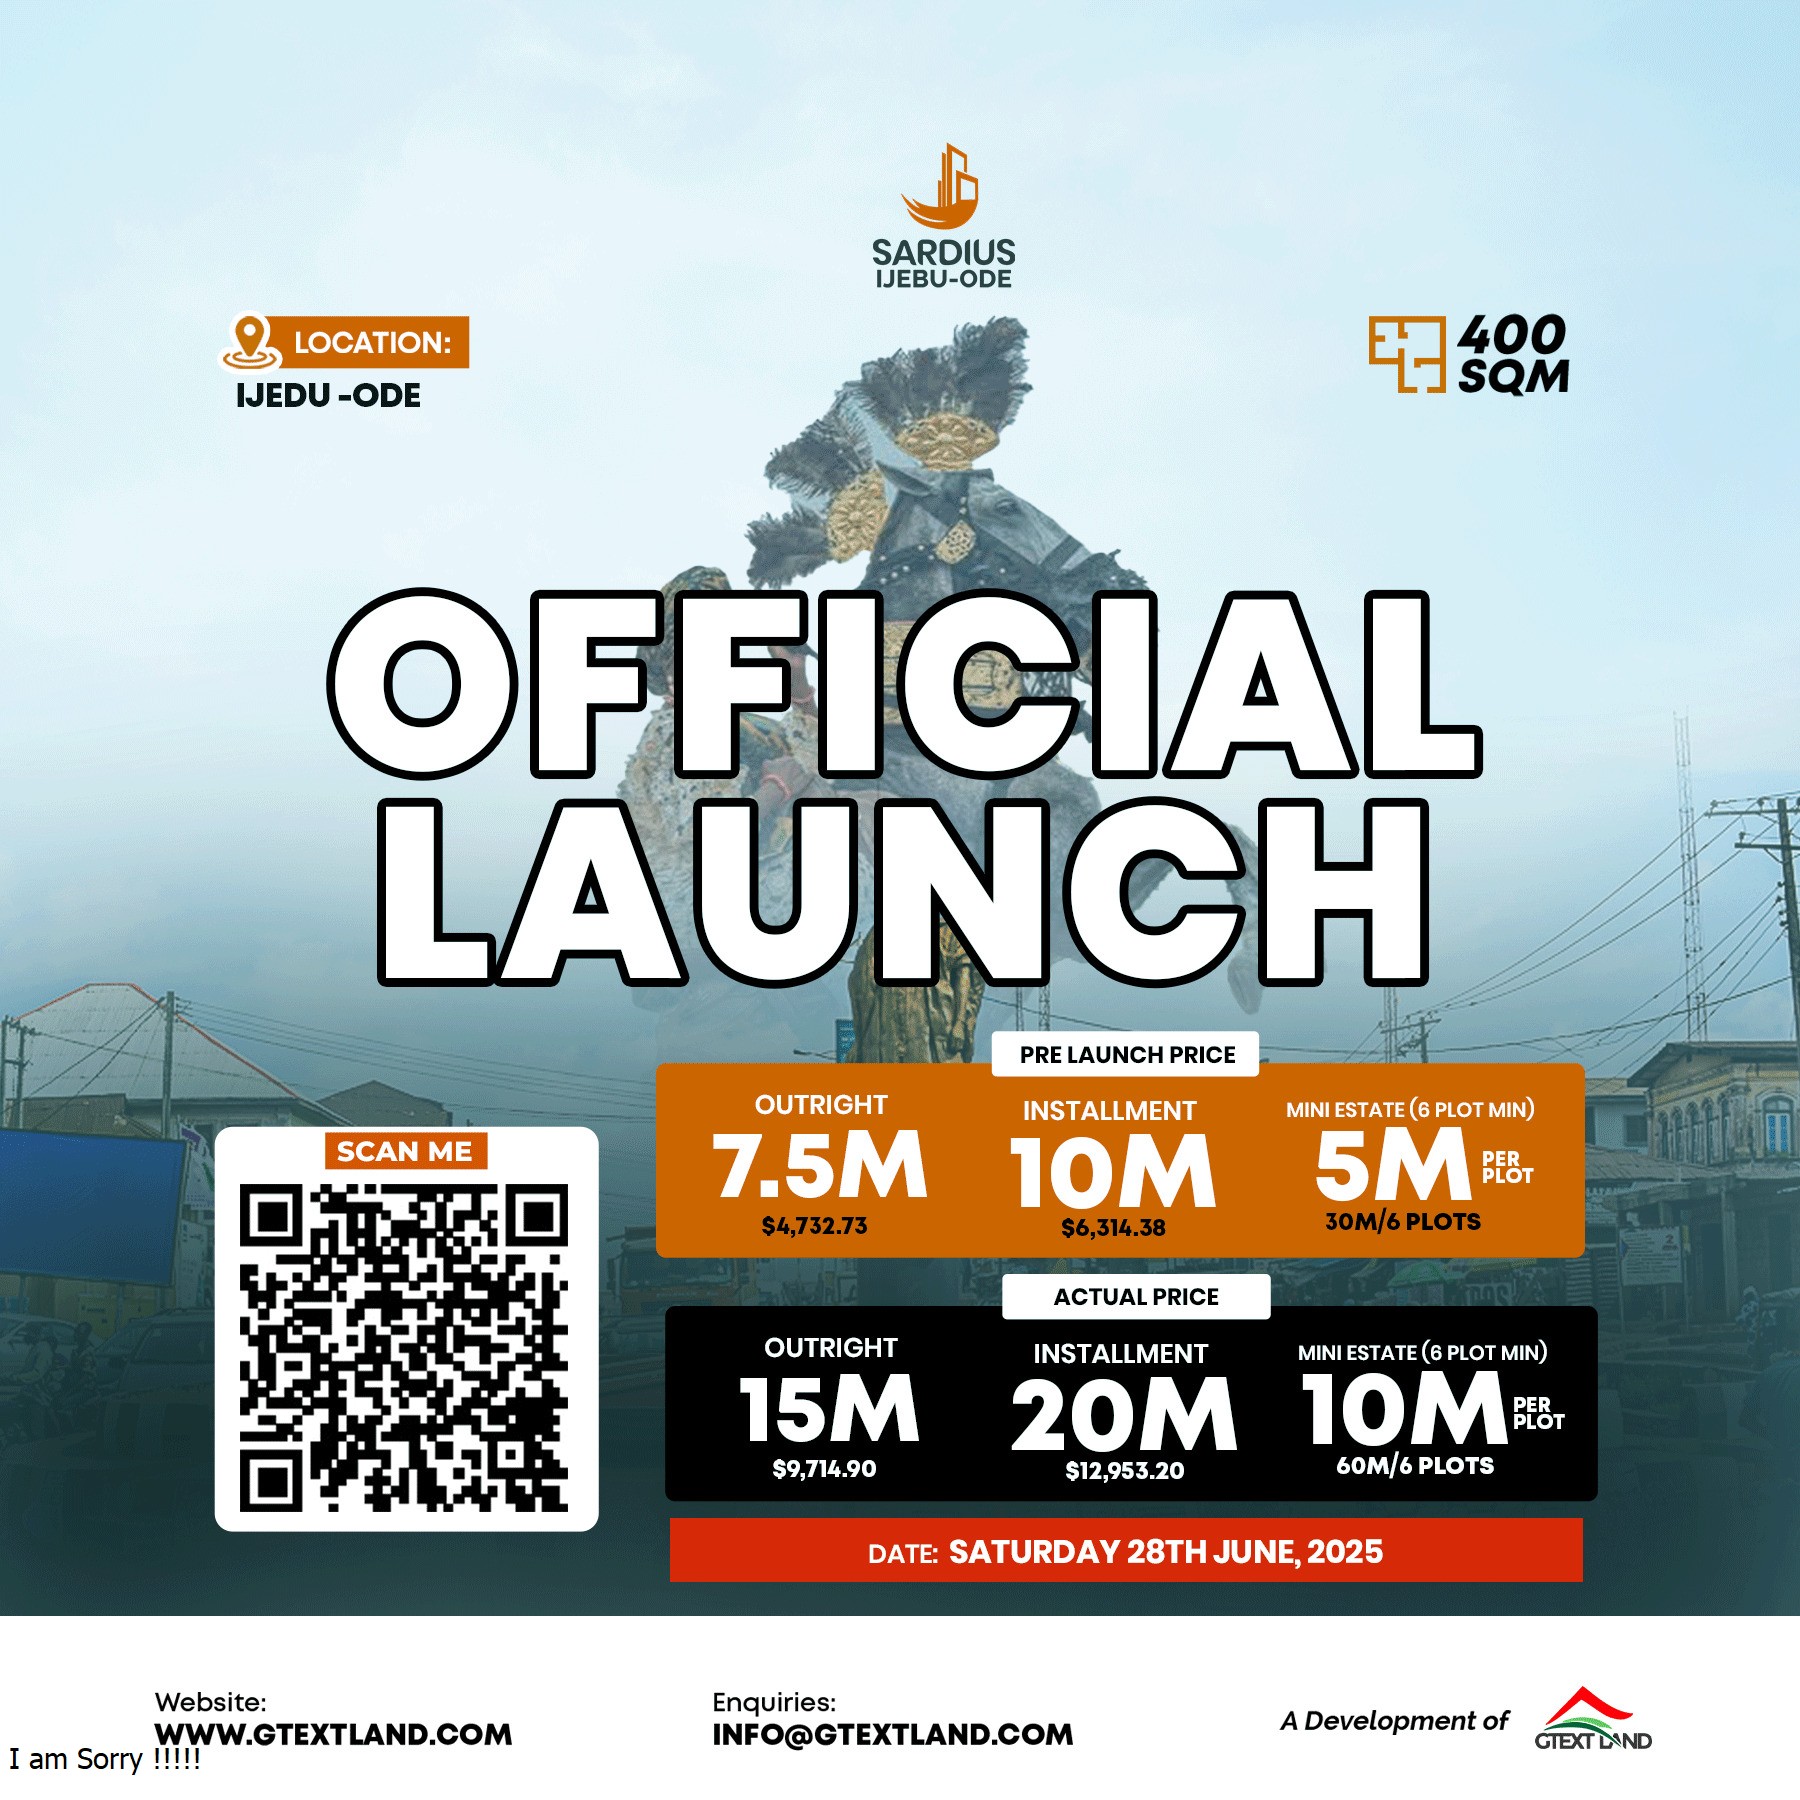 SARDIUS
IJEBU-ODE
LOCATION:
IJEDU -ODE
400
SQM
OFFICIAL
LAUNCH
PRE LAUNCH PRICE
OUTRIGHT
7.5M
$4,732.73
INSTALLMENT
10M
$6,314.38
MINI ESTATE (6 PLOT MIN)
5M
PER
PLOT
30M/6 PLOTS
SCAN ME
ACTUAL PRICE
OUTRIGHT
15M
$9,714.90
INSTALLMENT
20M
$12,953.20
MINI ESTATE (6 PLOT MIN)
10M
PER
PLOT
60M/6 PLOTS
DATE: SATURDAY 28TH JUNE, 2025
Website:
WWW.GTEXTLAND.COM
Enquiries:
INFO@GTEXTLAND.COM
A Development of
GTEXT LAND
I am Sorry !!!!!